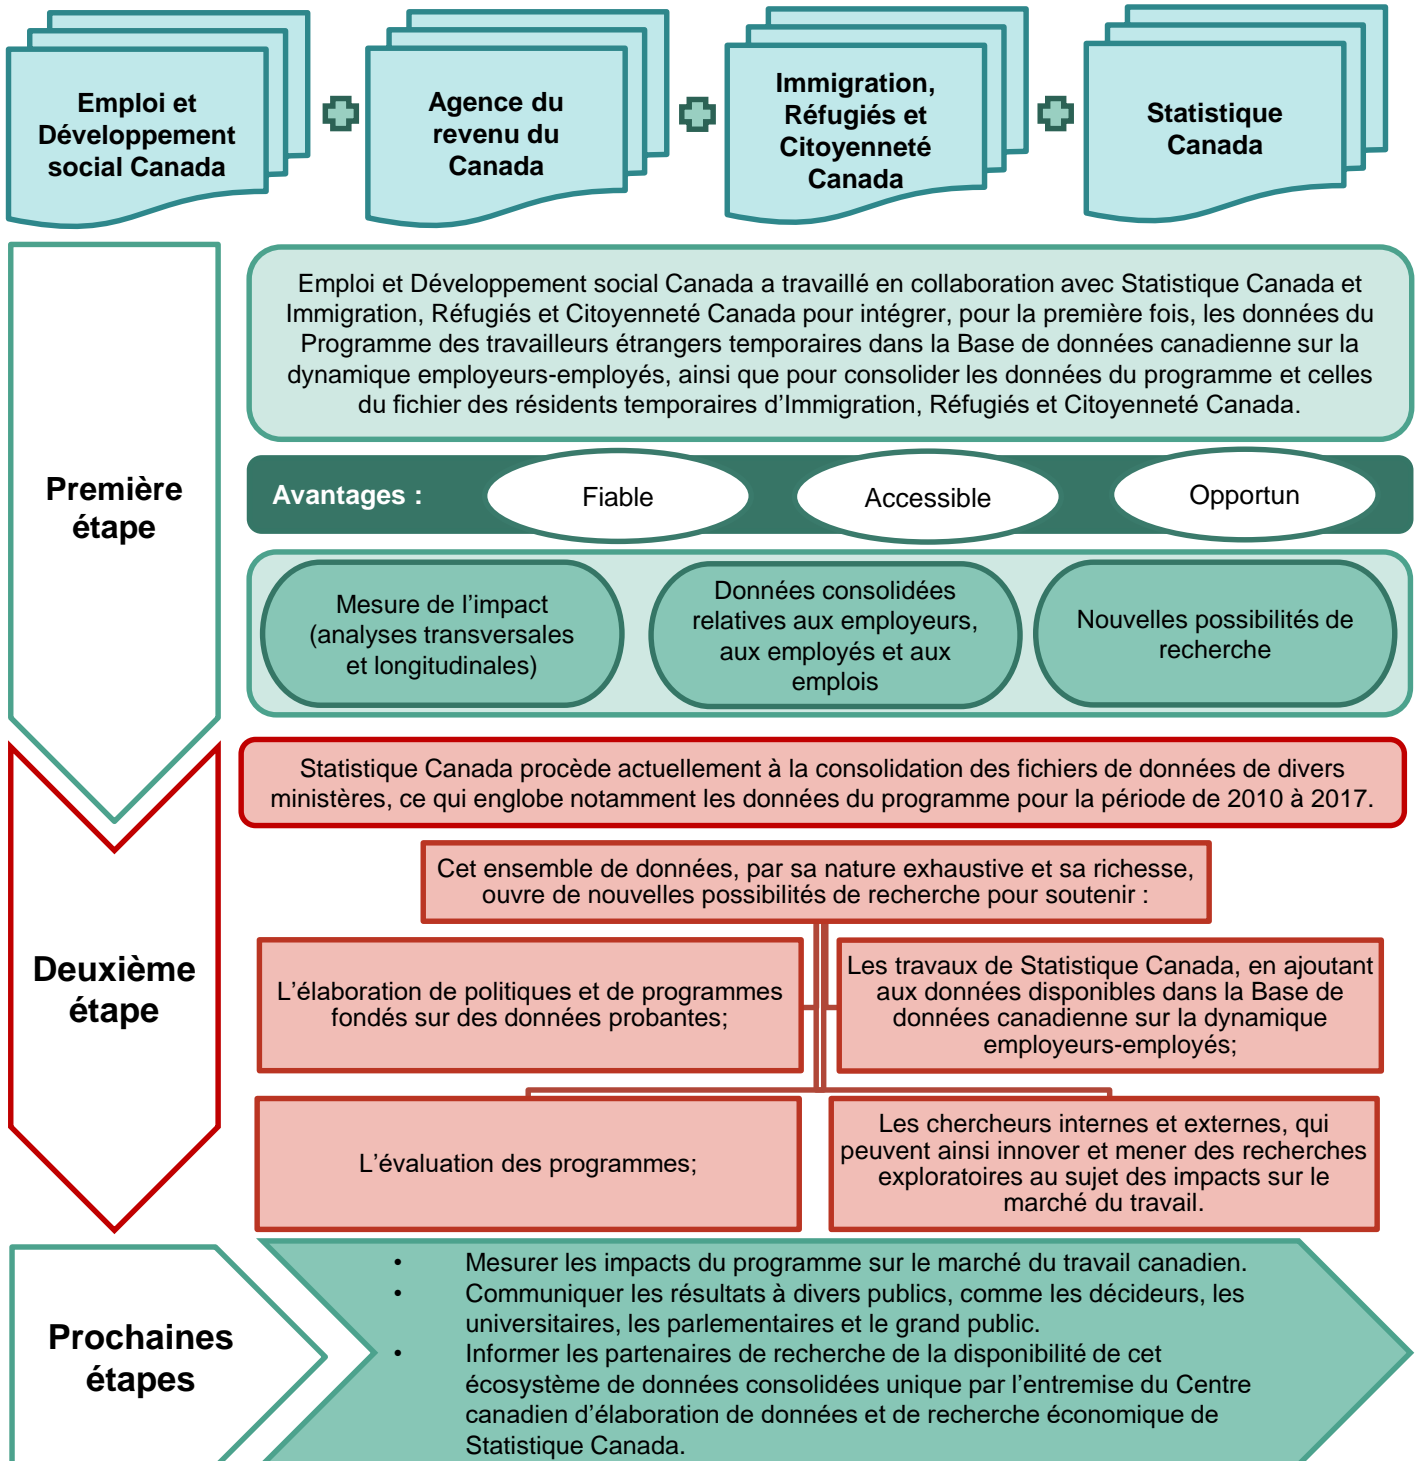 Emploi et
Développement
social Canada
Agence du
revenu du
Canada
Immigration,
Réfugiés et
Citoyenneté
Canada
Statistique
Canada
Première
étape
Emploi et Développement social Canada a travaillé en collaboration avec Statistique Canada et
Immigration, Réfugiés et Citoyenneté Canada pour intégrer, pour la première fois, les données du
Programme des travailleurs étrangers temporaires dans la Base de données canadienne sur la
dynamique employeurs-employés, ainsi que pour consolider les données du programme et celles
du fichier des résidents temporaires d’Immigration, Réfugiés et Citoyenneté Canada.
Avantages :
Fiable
Accessible
Opportun
Mesure de l’impact
(analyses transversales
et longitudinales)
Données consolidées
relatives aux employeurs,
aux employés et aux
emplois
Nouvelles possibilités de
recherche
Deuxième
étape
Statistique Canada procède actuellement à la consolidation des fichiers de données de divers
ministères, ce qui englobe notamment les données du programme pour la période de 2010 à 2017.
Cet ensemble de données, par sa nature exhaustive et sa richesse,
ouvre de nouvelles possibilités de recherche pour soutenir :
L’élaboration de politiques et de programmes
fondés sur des données probantes;
Les travaux de Statistique Canada, en ajoutant
aux données disponibles dans la Base de
données canadienne sur la dynamique
employeurs-employés;
L’évaluation des programmes;
Les chercheurs internes et externes, qui
peuvent ainsi innover et mener des recherches
exploratoires au sujet des impacts sur le
marché du travail.
Prochaines
étapes
• Mesurer les impacts du programme sur le marché du travail canadien.
• Communiquer les résultats à divers publics, comme les décideurs, les
universitaires, les parlementaires et le grand public.
• Informer les partenaires de recherche de la disponibilité de cet
écosystème de données consolidées unique par l’entremise du Centre
canadien d’élaboration de données et de recherche économique de
Statistique Canada.